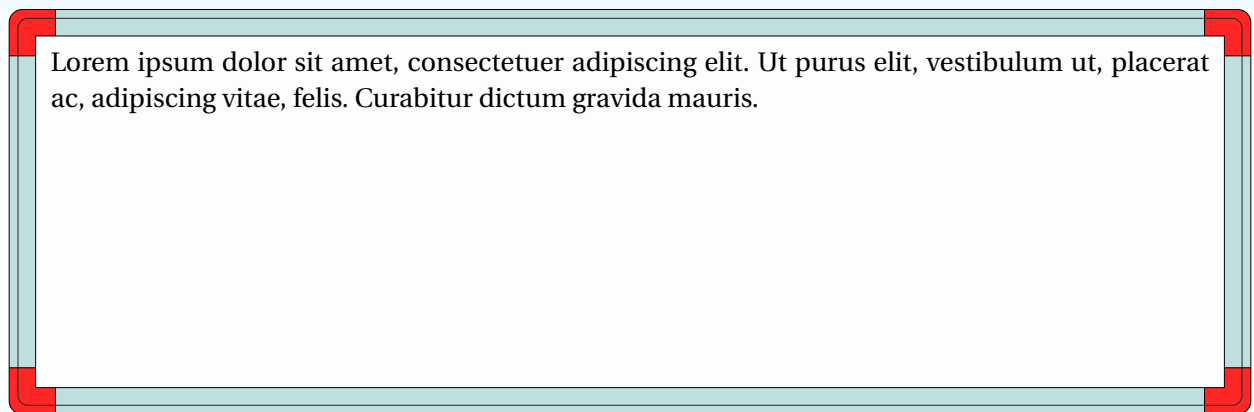 Lorem ipsum dolor sit amet, consectetuer adipiscing elit. Ut purus elit, vestibulum ut, placerat
ac, adipiscing vitae, felis. Curabitur dictum gravida mauris.